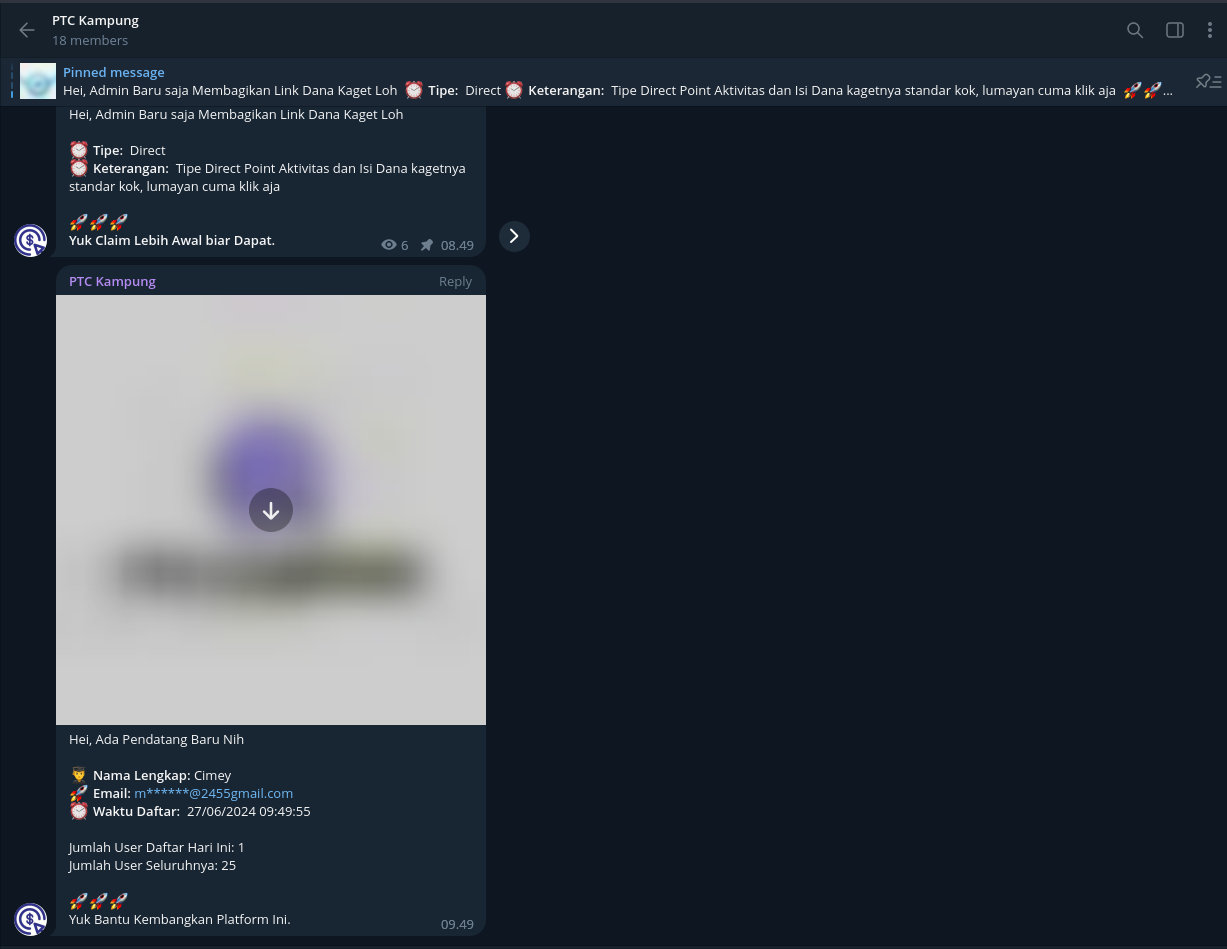 PTC Kampung
18 members
Pinned message
Hei, Admin Baru saja Membagikan Link Dana Kaget Loh ⏰ Tipe: Direct ⏰ Keterangan: Tipe Direct Point Aktivitas dan Isi Dana kagetnya standar kok, lumayan cuma klik aja 🚀🚀...
Hei, Admin Baru saja Membagikan Link Dana Kaget Loh
⏰ Tipe: Direct
⏰ Keterangan: Tipe Direct Point Aktivitas dan Isi Dana kagetnya
standar kok, lumayan cuma klik aja
🚀🚀🚀
Yuk Claim Lebih Awal biar Dapat.
6 08.49
PTC Kampung Reply
Hei, Ada Pendatang Baru Nih
👨‍🎓 Nama Lengkap: Cimey
🚀 Email: m******@2455gmail.com
⏰ Waktu Daftar: 27/06/2024 09:49:55
Jumlah User Daftar Hari Ini: 1
Jumlah User Seluruhnya: 25
🚀🚀🚀
Yuk Bantu Kembangkan Platform Ini.
09.49